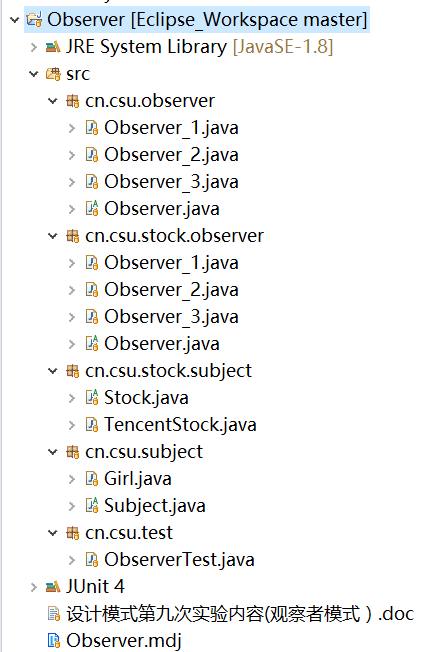 Observer [Eclipse_Workspace master]
JRE System Library [JavaSE-1.8]
src
cn.csu.observer
Observer_1.java
Observer_2.java
Observer_3.java
Observer.java
cn.csu.stock.observer
Observer_1.java
Observer_2.java
Observer_3.java
Observer.java
cn.csu.stock.subject
Stock.java
TencentStock.java
cn.csu.subject
Girl.java
Subject.java
cn.csu.test
ObserverTest.java
JUnit 4
设计模式第九次实验内容(观察者模式）.doc
Observer.mdj